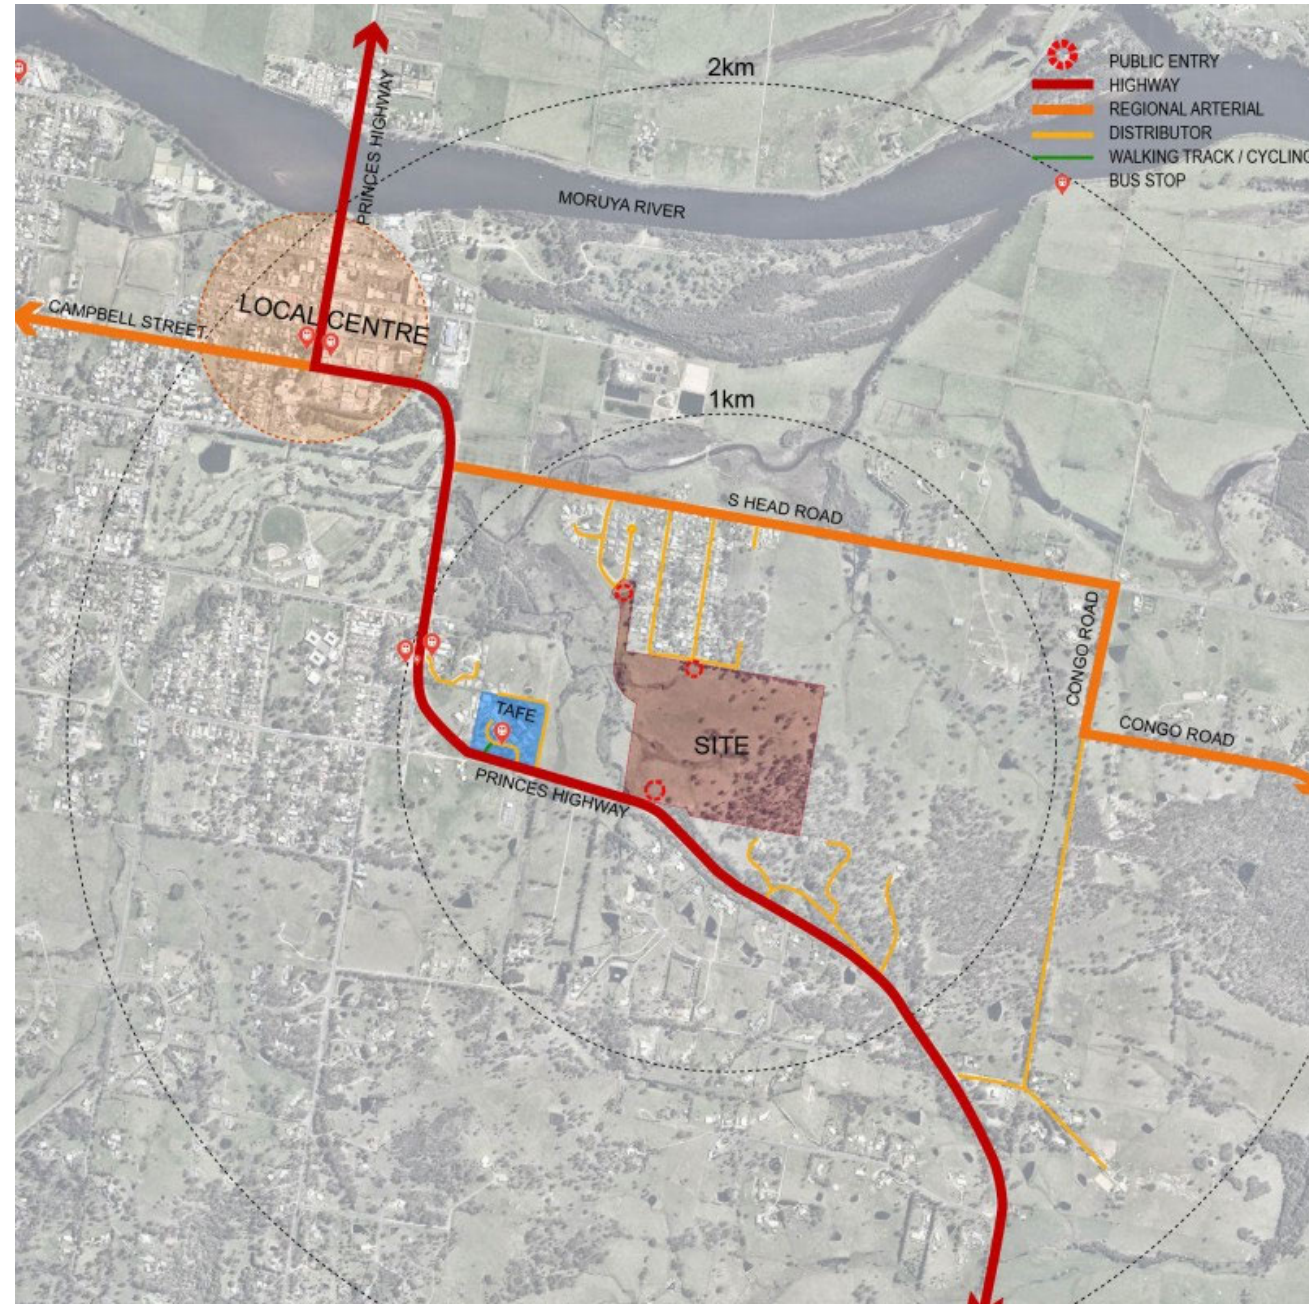 2km
PUBLIC ENTRY
HIGHWAY
REGIONAL ARTERIAL
DISTRIBUTOR
WALKING TRACK / CYCLING
BUS STOP
PRINCES HIGHWAY
MORUYA RIVER
CAMPBELL STREET
LOCAL CENTRE
1km
S HEAD ROAD
CONGO ROAD
CONGO ROAD
TAFE
SITE
PRINCES HIGHWAY